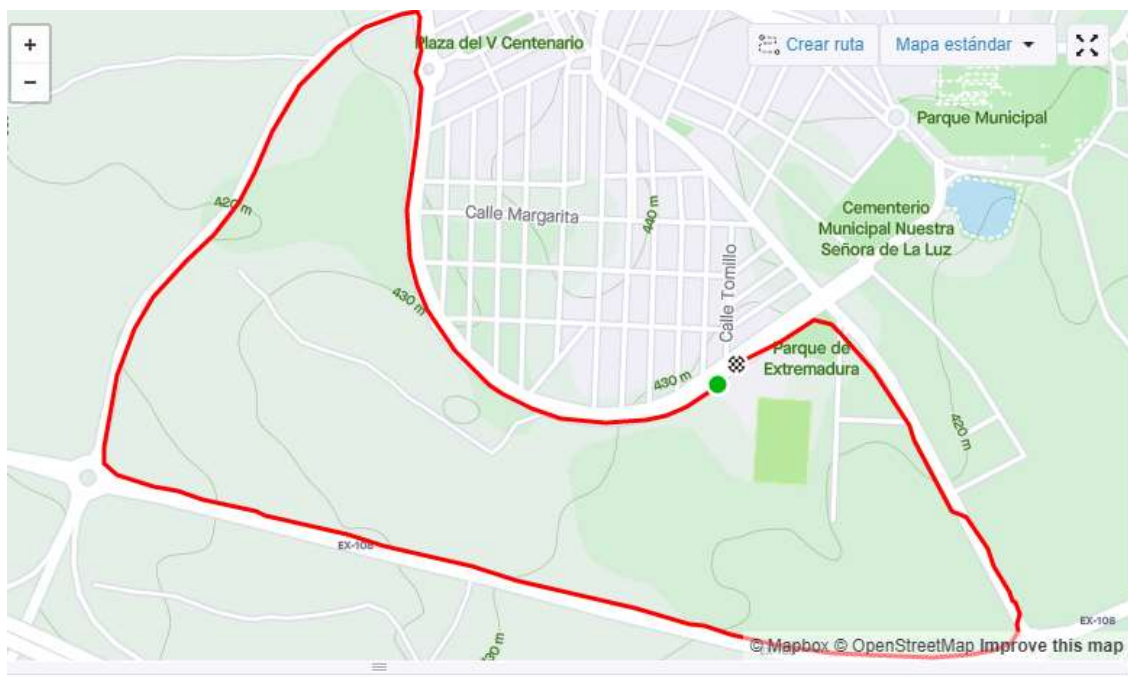 +
−
Plaza del V Centenario
Crear ruta
Mapa estándar
Parque Municipal
420 m
Calle Margarita
440 m
Cementerio
Municipal Nuestra
Señora de La Luz
Calle Tomillo
430 m
Parque de
Extremadura
430 m
420 m
EX-108
EX-108
© Mapbox © OpenStreetMap Improve this map